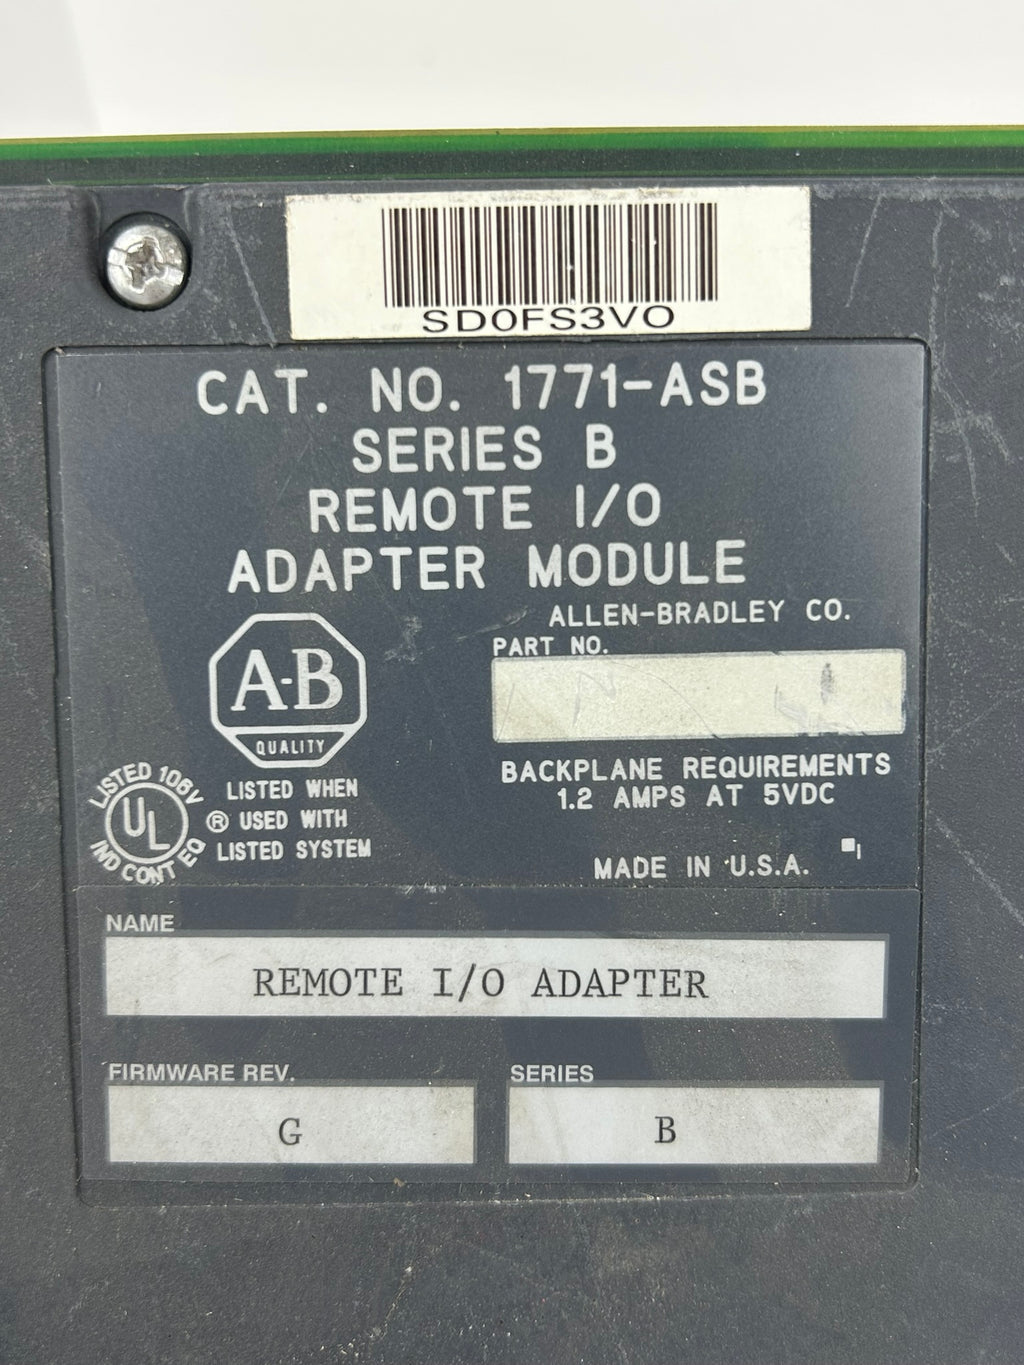 SD0FS3VO
CAT. NO. 1771-ASB
SERIES B
REMOTE I/O
ADAPTER MODULE
ALLEN-BRADLEY CO.
PART NO.
A-B
QUALITY
BACKPLANE REQUIREMENTS
1.2 AMPS AT 5VDC
LISTED 106V
UL
IND CONT EQ
®
LISTED WHEN
USED WITH
LISTED SYSTEM
MADE IN U.S.A.
NAME
REMOTE I/O ADAPTER
FIRMWARE REV.
SERIES
G
B